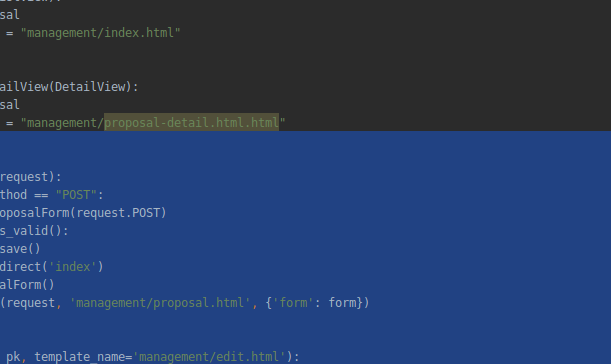 sal
= "management/index.html"
ailView(DetailView):
sal
= "management/proposal-detail.html.html"
request):
thod == "POST":
oposalForm(request.POST)
s_valid():
save()
direct('index')
alForm()
(request, 'management/proposal.html', {'form': form})
pk, template_name='management/edit.html'):